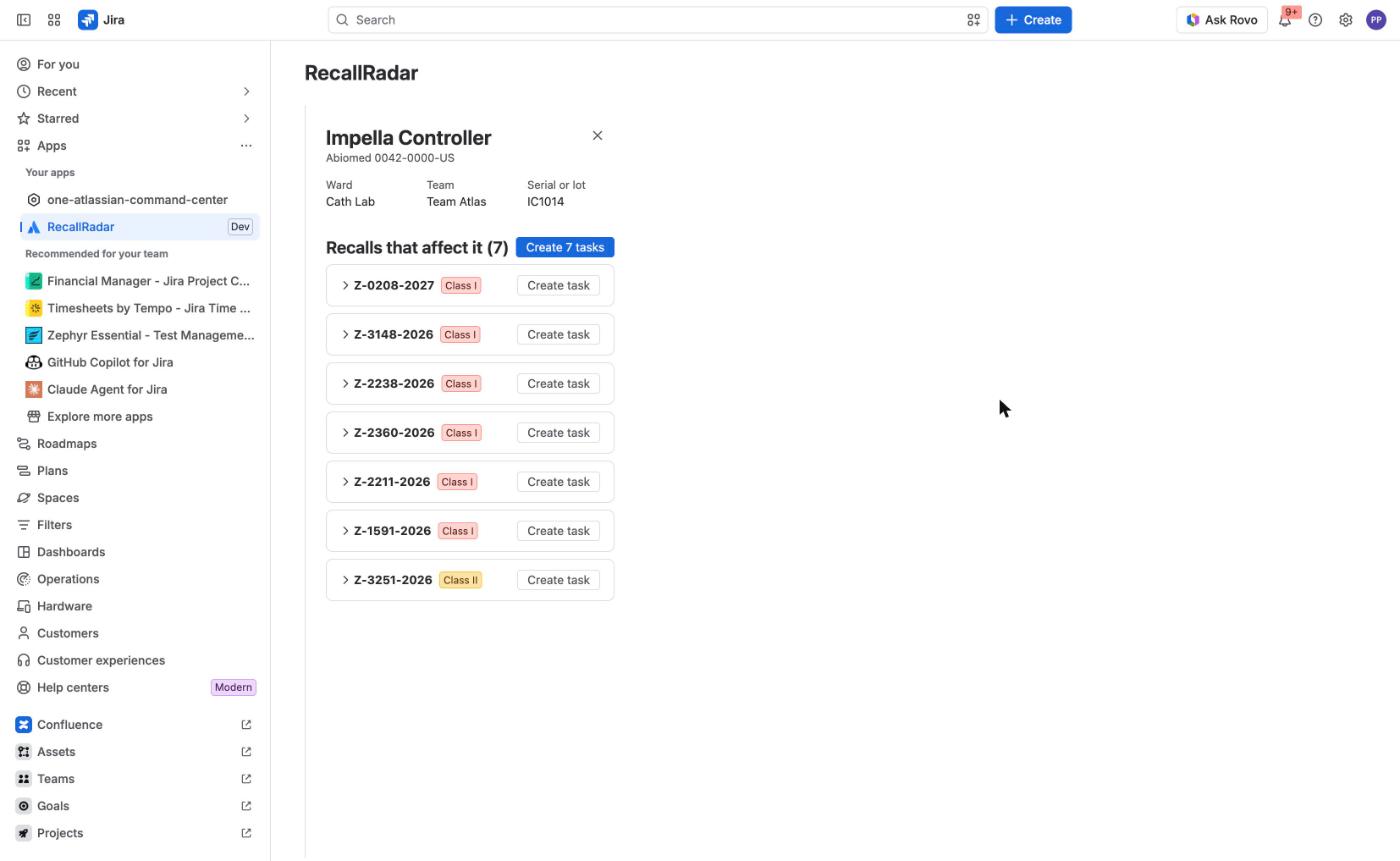 Jira
Search
Create
Ask Rovo
9+
PP
For you
Recent
Starred
Apps
Your apps
one-atlassian-command-center
RecallRadar
Dev
Recommended for your team
Financial Manager - Jira Project C...
Timesheets by Tempo - Jira Time ...
Zephyr Essential - Test Manageme...
GitHub Copilot for Jira
Claude Agent for Jira
Explore more apps
Roadmaps
Plans
Spaces
Filters
Dashboards
Operations
Hardware
Customers
Customer experiences
Help centers
Modern
Confluence
Assets
Teams
Goals
Projects
RecallRadar
Impella Controller
Abiomed 0042-0000-US
Ward Team Serial or lot
Cath Lab Team Atlas IC1014
Recalls that affect it (7) Create 7 tasks
Z-0208-2027 Class I Create task
Z-3148-2026 Class I Create task
Z-2238-2026 Class I Create task
Z-2360-2026 Class I Create task
Z-2211-2026 Class I Create task
Z-1591-2026 Class I Create task
Z-3251-2026 Class II Create task